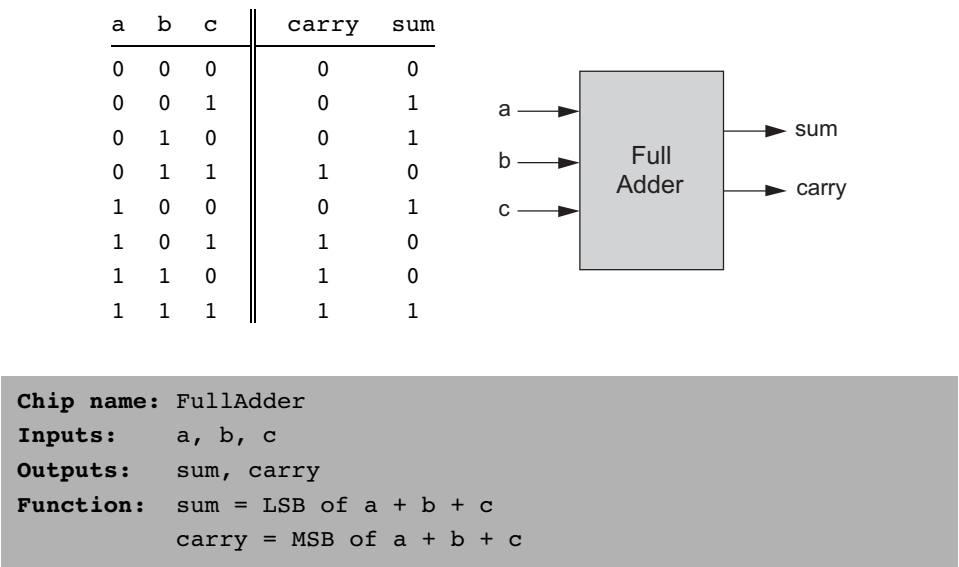 a b c carry sum
0 0 0 0 0
0 0 1 0 1
0 1 0 0 1
0 1 1 1 0
1 0 0 0 1
1 0 1 1 0
1 1 0 1 0
1 1 1 1 1
a
b
c
Full
Adder
sum
carry
Chip name: FullAdder
Inputs: a, b, c
Outputs: sum, carry
Function: sum = LSB of a + b + c
carry = MSB of a + b + c